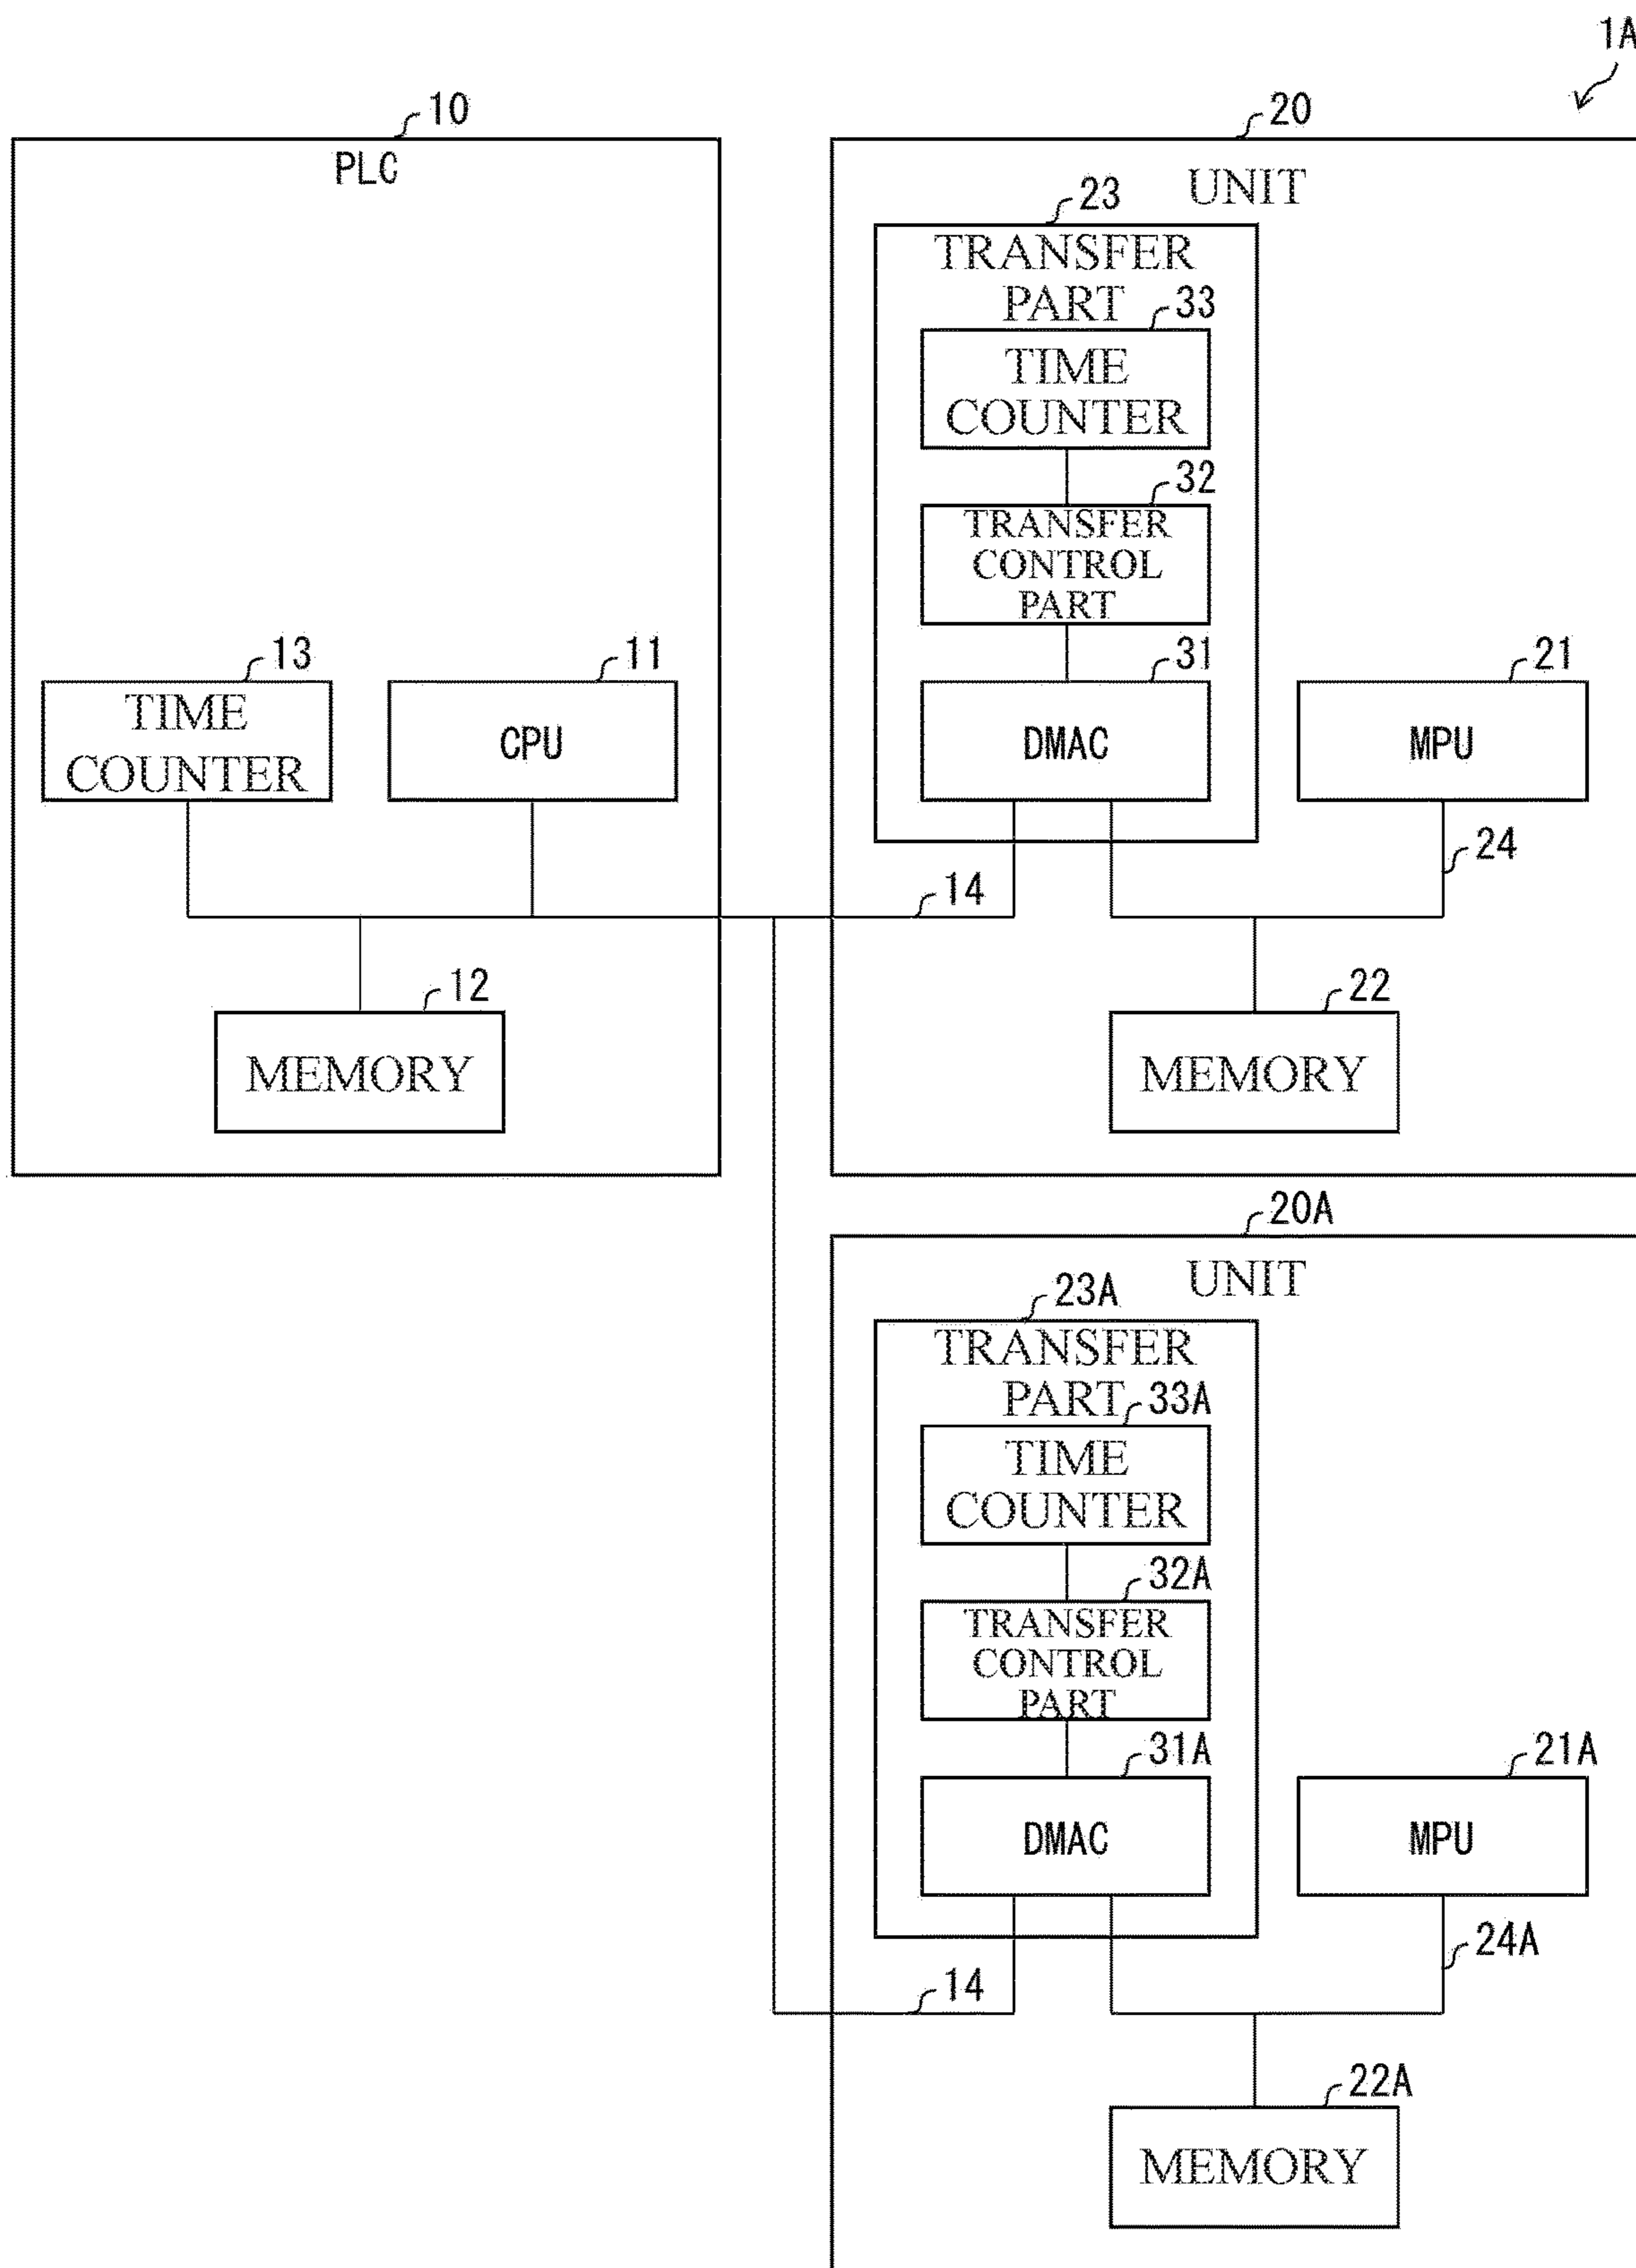 1A
10
PLC
20
UNIT
23
TRANSFER
PART
33
TIME
COUNTER
32
TRANSFER
CONTROL
PART
13
TIME
COUNTER
11
CPU
31
DMAC
21
MPU
24
14
12
MEMORY
22
MEMORY
20A
UNIT
23A
TRANSFER
PART
33A
TIME
COUNTER
32A
TRANSFER
CONTROL
PART
31A
DMAC
21A
MPU
24A
14
22A
MEMORY